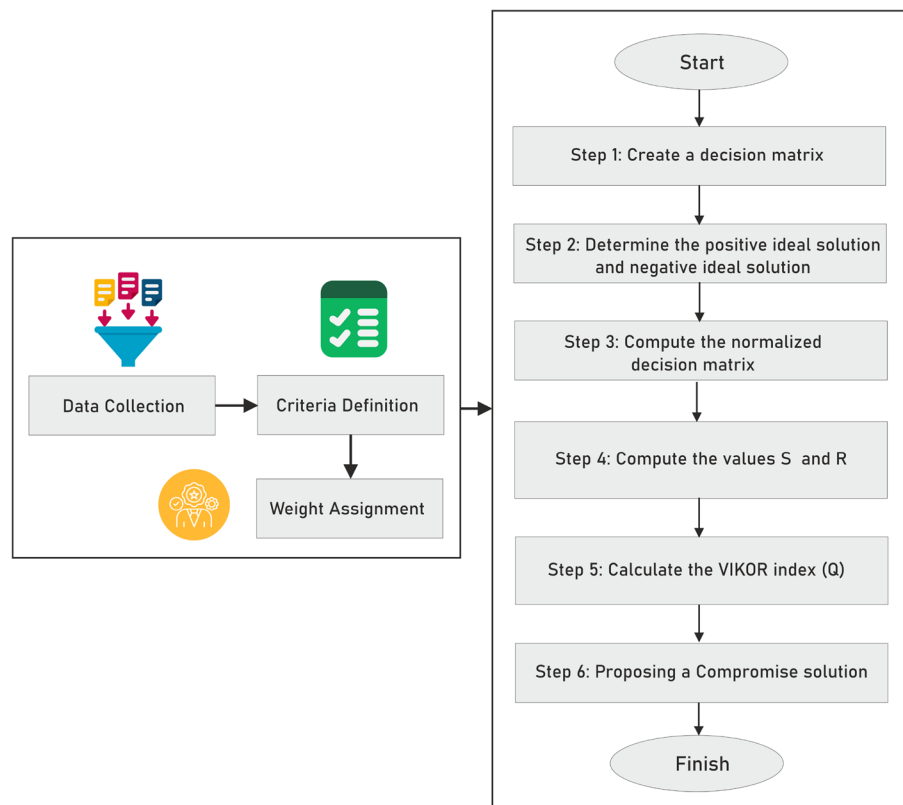 Data Collection
Criteria Definition
Weight Assignment
Start
Step 1: Create a decision matrix
Step 2: Determine the positive ideal solution
and negative ideal solution
Step 3: Compute the normalized
decision matrix
Step 4: Compute the values S and R
Step 5: Calculate the VIKOR index (Q)
Step 6: Proposing a Compromise solution
Finish